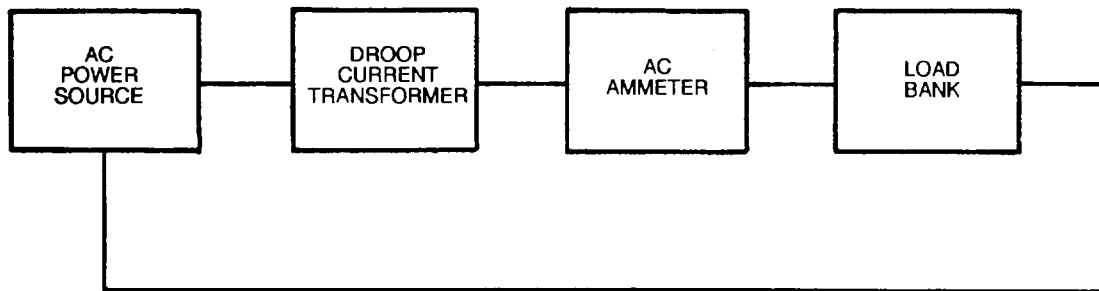 AC
POWER
SOURCE
DROOP
CURRENT
TRANSFORMER
AC
AMMETER
LOAD
BANK